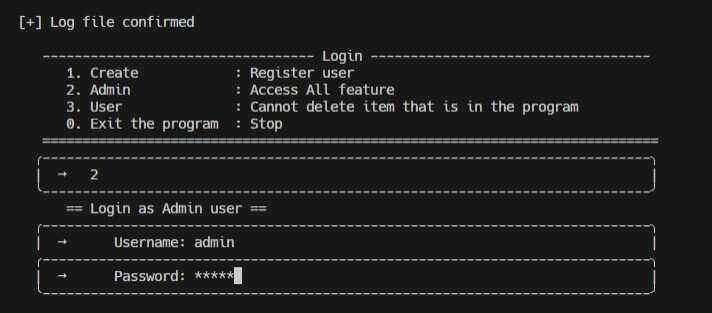 [+] Log file confirmed
---------------------------------- Login -----------------------------------
1. Create : Register user
2. Admin : Access All feature
3. User : Cannot delete item that is in the program
0. Exit the program : Stop
=============================================================================
→ 2
== Login as Admin user ==
→ Username: admin
→ Password: *****